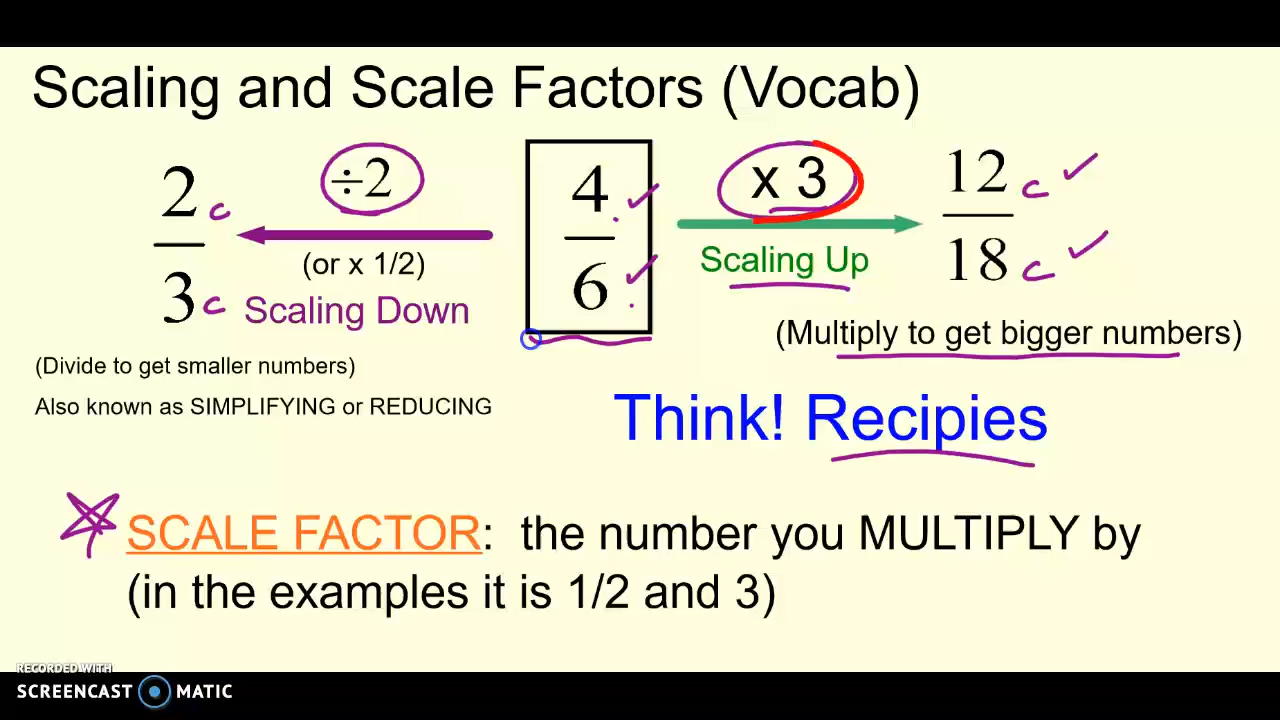 Scaling and Scale Factors (Vocab)
2/3 c c
÷2
(or x 1/2)
Scaling Down
4/6
x 3
Scaling Up
12/18 c c
(Multiply to get bigger numbers)
(Divide to get smaller numbers)
Also known as SIMPLIFYING or REDUCING
Think! Recipies
SCALE FACTOR: the number you MULTIPLY by
(in the examples it is 1/2 and 3)
RECORDED WITH
SCREENCAST MATIC